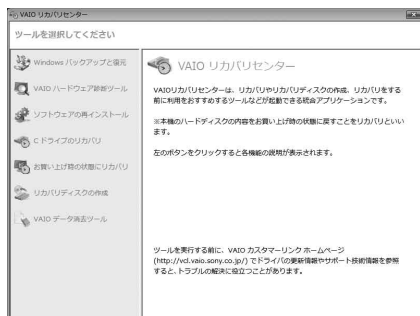 VAIO リカバリセンター
ツールを選択してください
Windows バックアップと復元
VAIO ハードウェア診断ツール
ソフトウェアの再インストール
C ドライブのリカバリ
お買い上げ時の状態にリカバリ
リカバリディスクの作成
VAIO データ消去ツール
VAIO リカバリセンター
VAIOリカバリセンターは、リカバリやリカバリディスクの作成、リカバリをする
前に利用をおすすめするツールなどが起動できる統合アプリケーションです。
※本機のハードディスクの内容をお買い上げ時の状態に戻すことをリカバリといい
ます。
左のボタンをクリックすると各機能の説明が表示されます。
ツールを実行する前に、VAIO カスタマーリンク ホームページ
(http://vcl.vaio.sony.co.jp/) でドライバの更新情報やサポート技術情報を参照
すると、トラブルの解決に役立つことがあります。